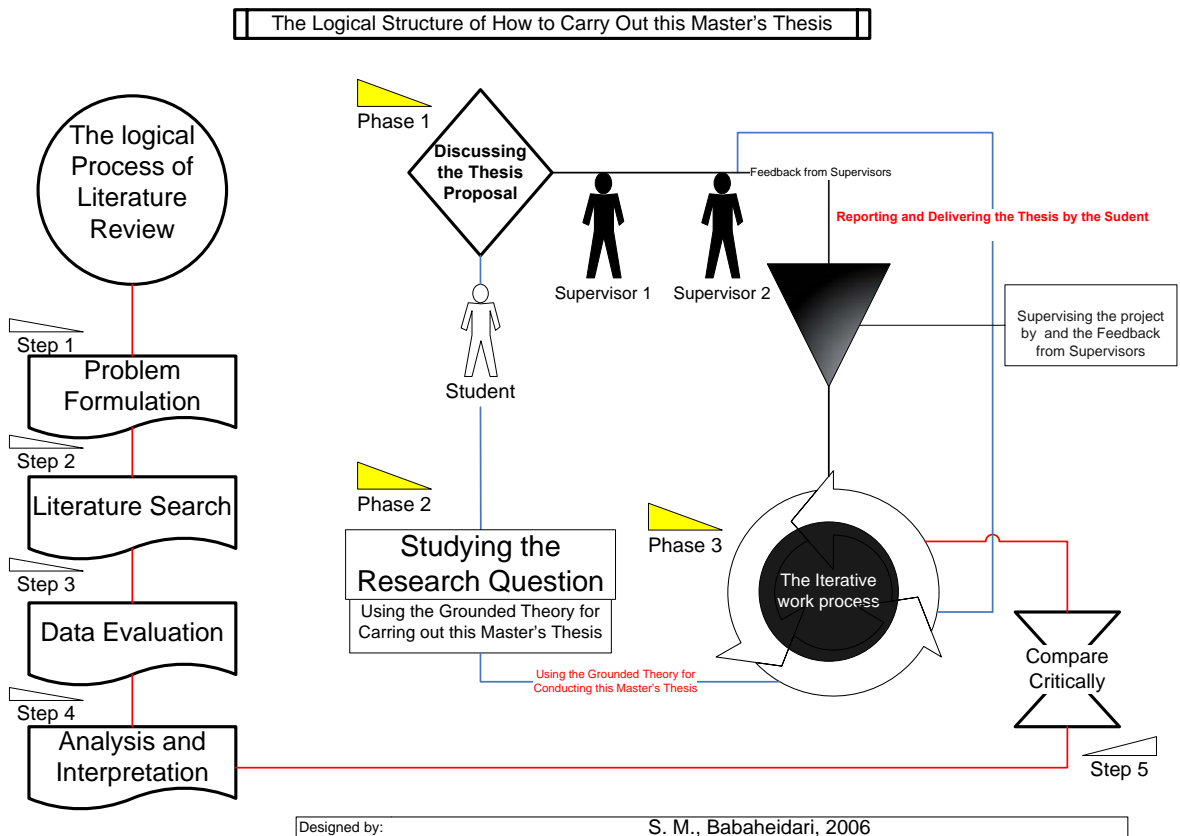 The Logical Structure of How to Carry Out this Master's Thesis
The logical
Process of
Literature
Review
Step 1
Problem
Formulation
Step 2
Literature Search
Step 3
Data Evaluation
Step 4
Analysis and
Interpretation
Phase 1
Discussing
the Thesis
Proposal
Feedback from Supervisors
Supervisor 1
Supervisor 2
Reporting and Delivering the Thesis by the Sudent
Supervising the project
by and the Feedback
from Supervisors
Student
Phase 2
Studying the
Research Question
Using the Grounded Theory for
Carring out this Master's Thesis
Using the Grounded Theory for
Conducting this Master's Thesis
Phase 3
The Iterative
work process
Compare
Critically
Step 5
Designed by:
S. M., Babaheidari, 2006